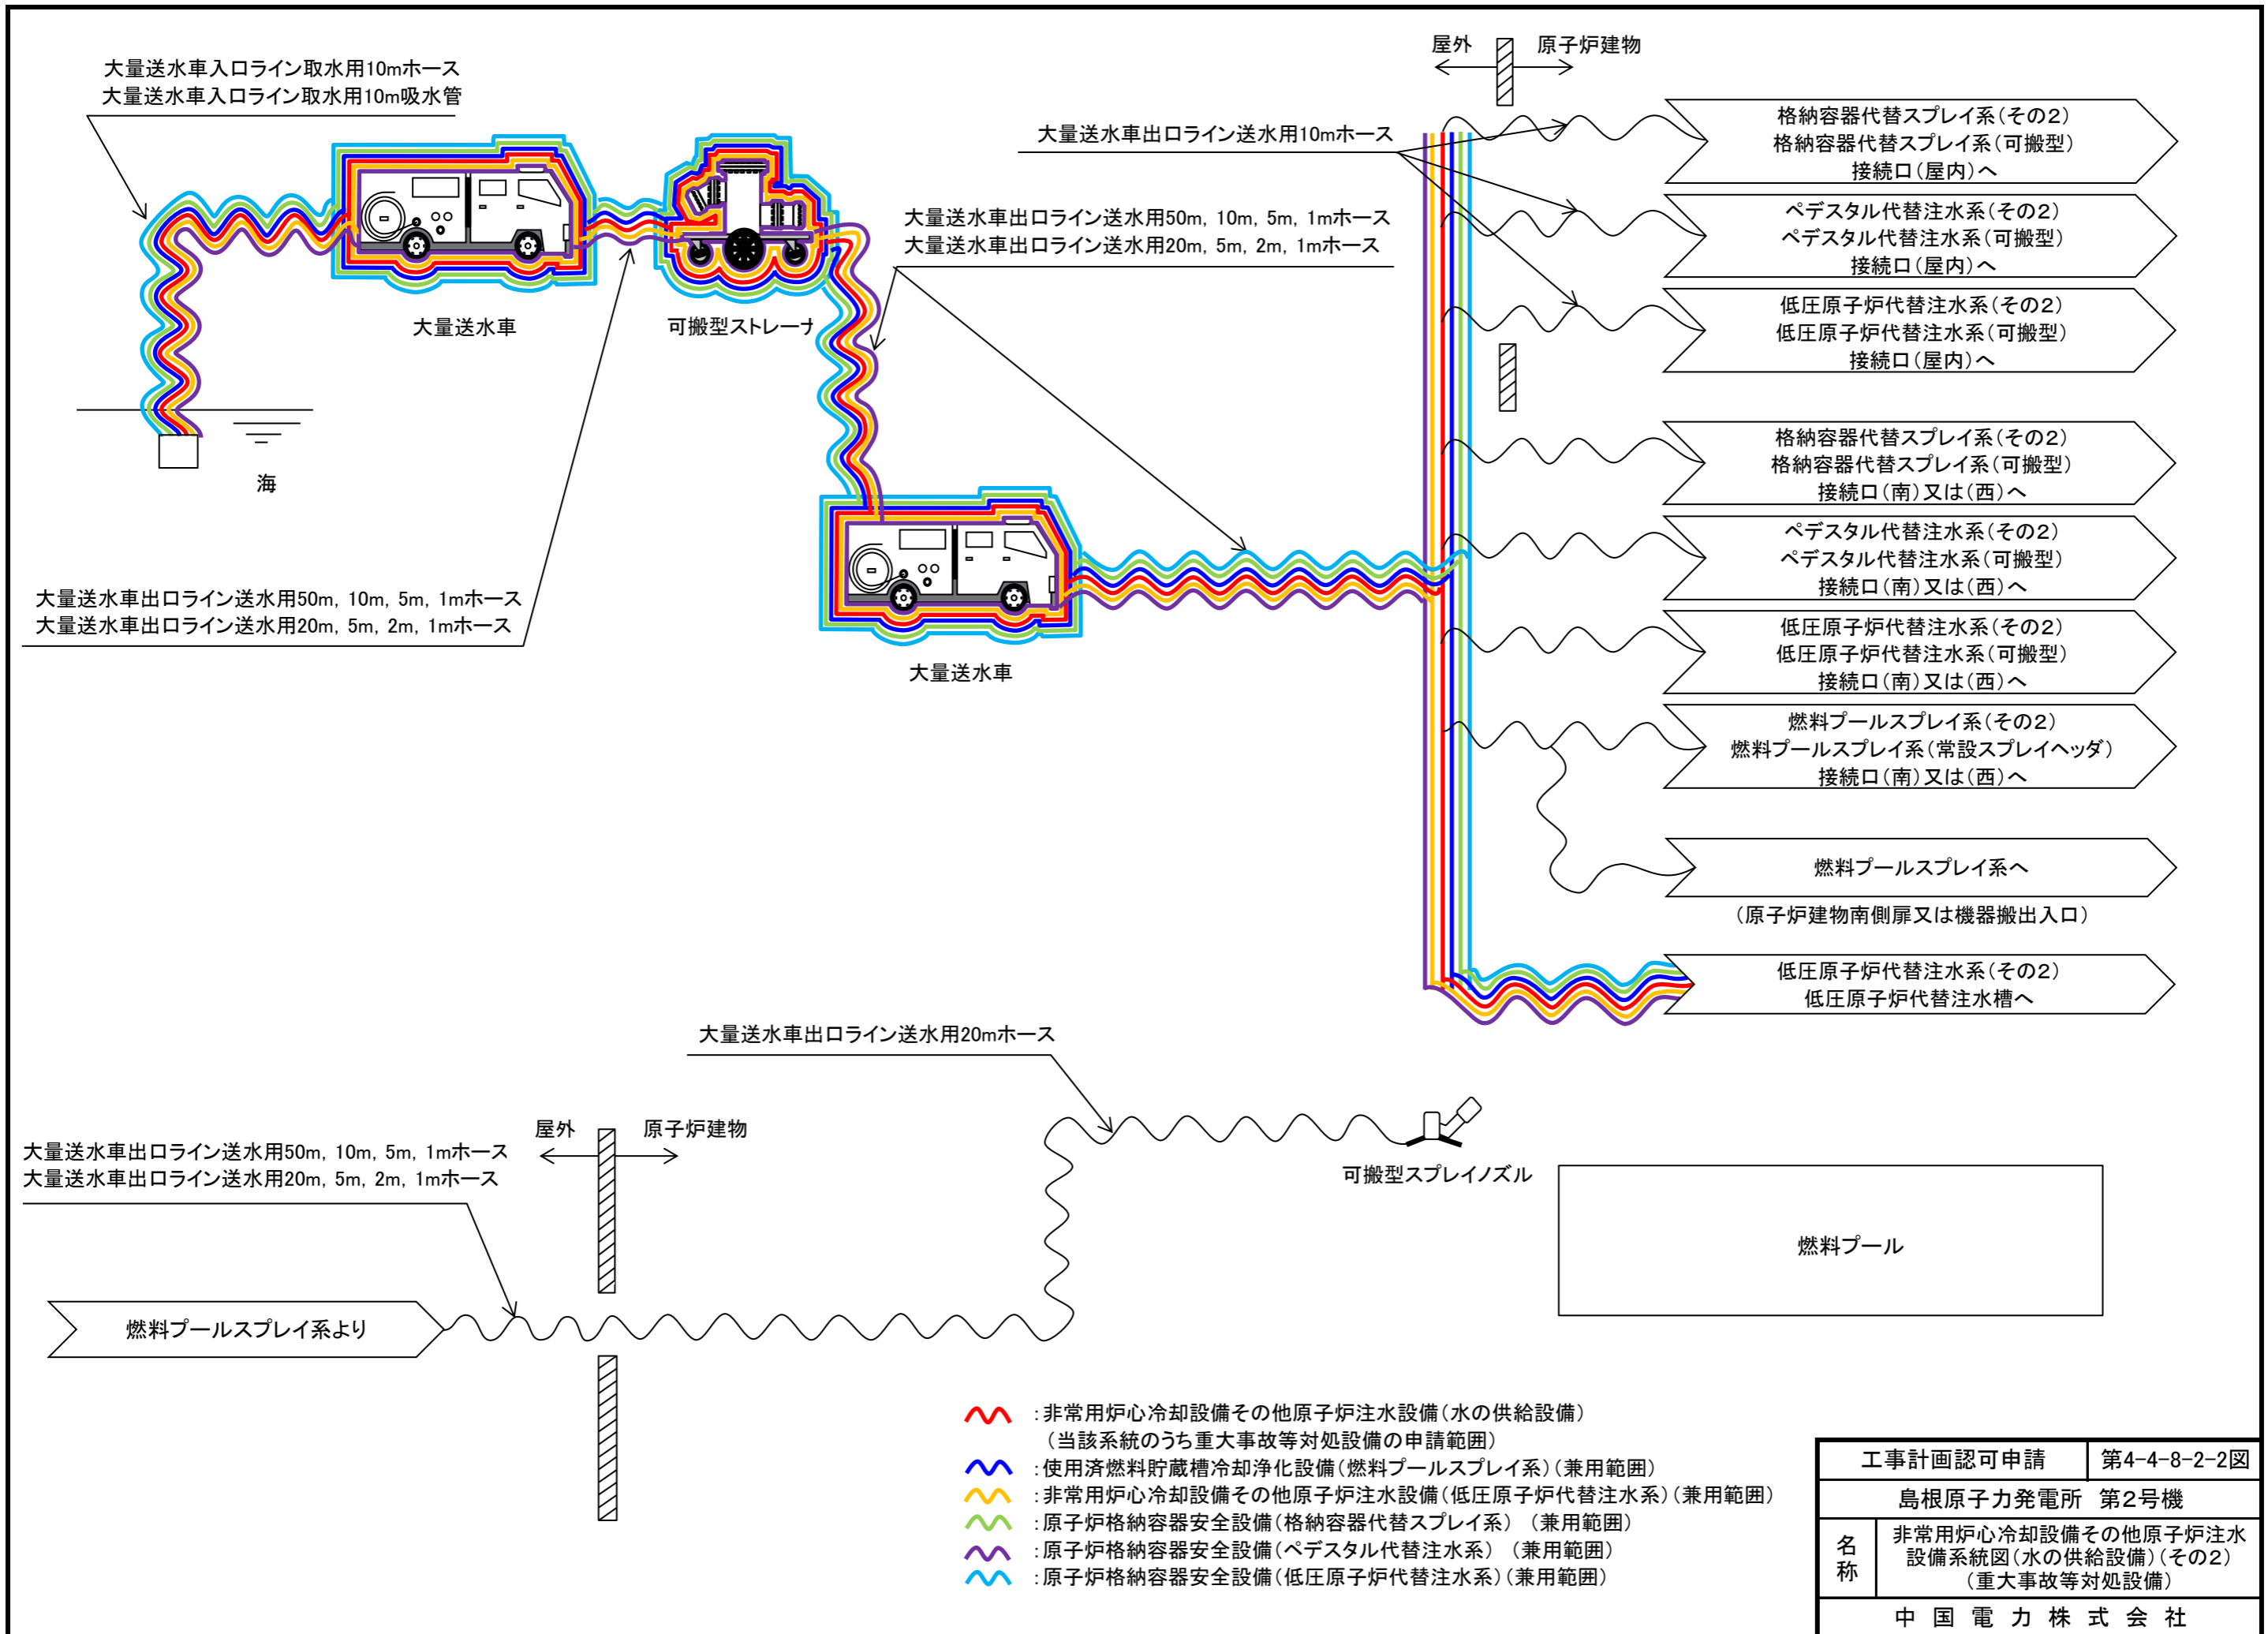 大量送水車入口ライン取水用10mホース
大量送水車入口ライン取水用10m吸水管
屋外
原子炉建物
大量送水車出口ライン送水用10mホース
格納容器代替スプレイ系(その2)
格納容器代替スプレイ系(可搬型)
接続口(屋内)へ
大量送水車出口ライン送水用50m, 10m, 5m, 1mホース
大量送水車出口ライン送水用20m, 5m, 2m, 1mホース
ペデスタル代替注水系(その2)
ペデスタル代替注水系(可搬型)
接続口(屋内)へ
大量送水車
可搬型ストレーナ
低圧原子炉代替注水系(その2)
低圧原子炉代替注水系(可搬型)
接続口(屋内)へ
海
格納容器代替スプレイ系(その2)
格納容器代替スプレイ系(可搬型)
接続口(南)又は(西)へ
ペデスタル代替注水系(その2)
ペデスタル代替注水系(可搬型)
接続口(南)又は(西)へ
大量送水車出口ライン送水用50m, 10m, 5m, 1mホース
大量送水車出口ライン送水用20m, 5m, 2m, 1mホース
大量送水車
低圧原子炉代替注水系(その2)
低圧原子炉代替注水系(可搬型)
接続口(南)又は(西)へ
燃料プールスプレイ系(その2)
燃料プールスプレイ系(常設スプレイヘッダ)
接続口(南)又は(西)へ
燃料プールスプレイ系へ
(原子炉建物南側扉又は機器搬出入口)
低圧原子炉代替注水系(その2)
低圧原子炉代替注水槽へ
大量送水車出口ライン送水用20mホース
屋外
原子炉建物
大量送水車出口ライン送水用50m, 10m, 5m, 1mホース
大量送水車出口ライン送水用20m, 5m, 2m, 1mホース
可搬型スプレイノズル
燃料プール
燃料プールスプレイ系より
:非常用炉心冷却設備その他原子炉注水設備(水の供給設備)
(当該系統のうち重大事故等対処設備の申請範囲)
:使用済燃料貯蔵槽冷却浄化設備(燃料プールスプレイ系)(兼用範囲)
:非常用炉心冷却設備その他原子炉注水設備(低圧原子炉代替注水系)(兼用範囲)
:原子炉格納容器安全設備(格納容器代替スプレイ系) (兼用範囲)
:原子炉格納容器安全設備(ペデスタル代替注水系) (兼用範囲)
:原子炉格納容器安全設備(低圧原子炉代替注水系)(兼用範囲)
工事計画認可申請 第4-4-8-2-2図
島根原子力発電所 第2号機
名称
非常用炉心冷却設備その他原子炉注水
設備系統図(水の供給設備)(その2)
(重大事故等対処設備)
中国電力株式会社